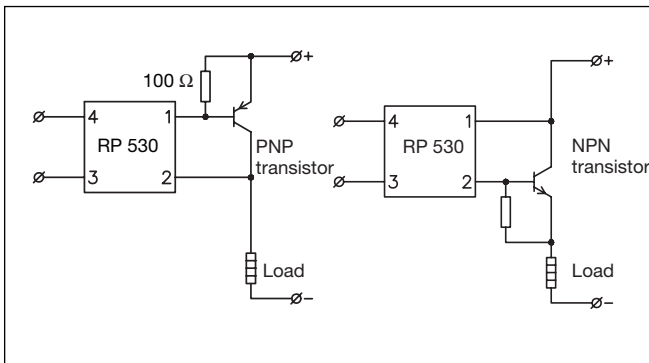 +
100 Ω
4
1
RP 530
PNP
transistor
3
2
Load
−
+
4
1
RP 530
NPN
transistor
3
2
Load
−